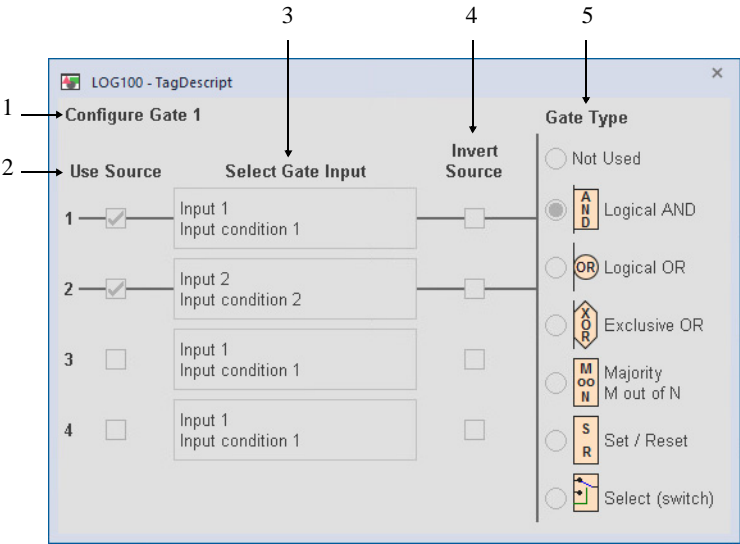 3 4 5
LOG100 - TagDescript ×
1 Configure Gate 1
Gate Type
2 Use Source Select Gate Input Invert Source
Not Used
1 Input 1
Input condition 1
A N D Logical AND
2 Input 2
Input condition 2
OR Logical OR
X O R Exclusive OR
3 Input 1
Input condition 1
M oo N Majority
M out of N
4 Input 1
Input condition 1
S R Set / Reset
Select (switch)